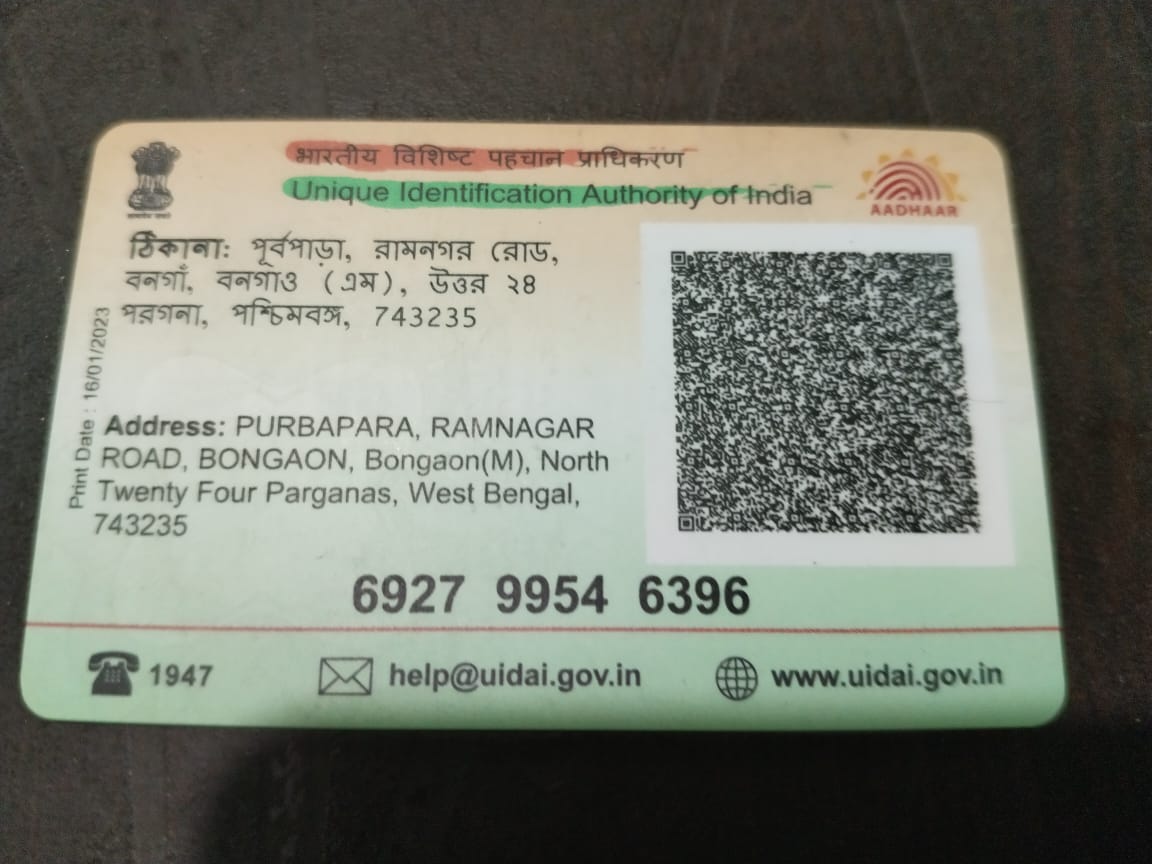 भारतीय विशिष्ट पहचान प्राधिकरण
Unique Identification Authority of India
AADHAAR
ঠিকানা: পূর্বপাড়া, রামনগর রোড,
বনগাঁ, বনগাও (এম), উত্তর ২৪
পরগনা, পশ্চিমবঙ্গ, 743235
Print Date : 16/01/2023
Address: PURBAPARA, RAMNAGAR
ROAD, BONGAON, Bongaon(M), North
Twenty Four Parganas, West Bengal,
743235
6927 9954 6396
1947
help@uidai.gov.in
www.uidai.gov.in